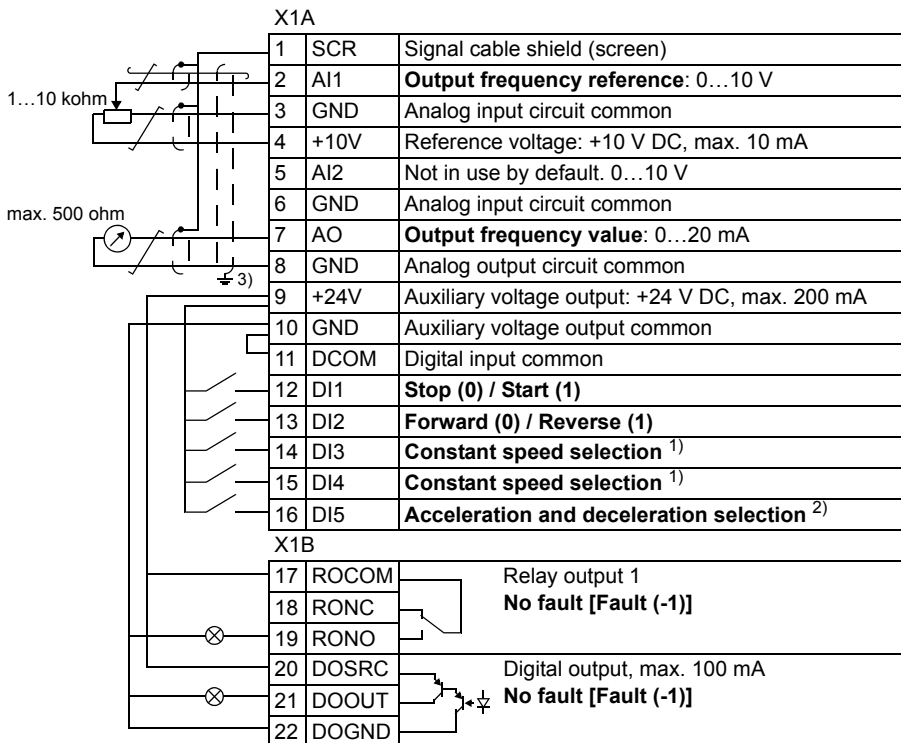 X1A
1 SCR Signal cable shield (screen)
2 AI1 Output frequency reference: 0…10 V
1…10 kohm
3 GND Analog input circuit common
4 +10V Reference voltage: +10 V DC, max. 10 mA
5 AI2 Not in use by default. 0…10 V
6 GND Analog input circuit common
max. 500 ohm
7 AO Output frequency value: 0…20 mA
8 GND Analog output circuit common
3)
9 +24V Auxiliary voltage output: +24 V DC, max. 200 mA
10 GND Auxiliary voltage output common
11 DCOM Digital input common
12 DI1 Stop (0) / Start (1)
13 DI2 Forward (0) / Reverse (1)
14 DI3 Constant speed selection 1)
15 DI4 Constant speed selection 1)
16 DI5 Acceleration and deceleration selection 2)
X1B
17 ROCOM Relay output 1
18 RONC No fault [Fault (-1)]
19 RONO
20 DOSRC Digital output, max. 100 mA
21 DOOUT No fault [Fault (-1)]
22 DOGND